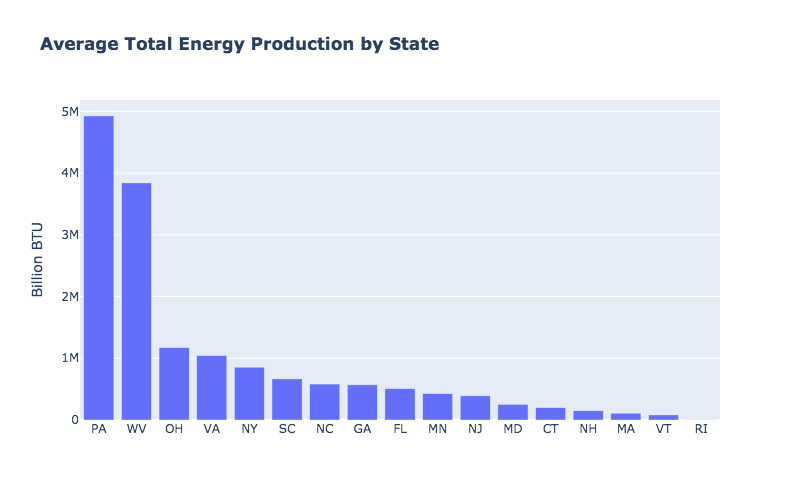 Average Total Energy Production by State
Billion BTU
5M
4M
3M
2M
1M
0
PA WV OH VA NY SC NC GA FL MN NJ MD CT NH MA VT RI